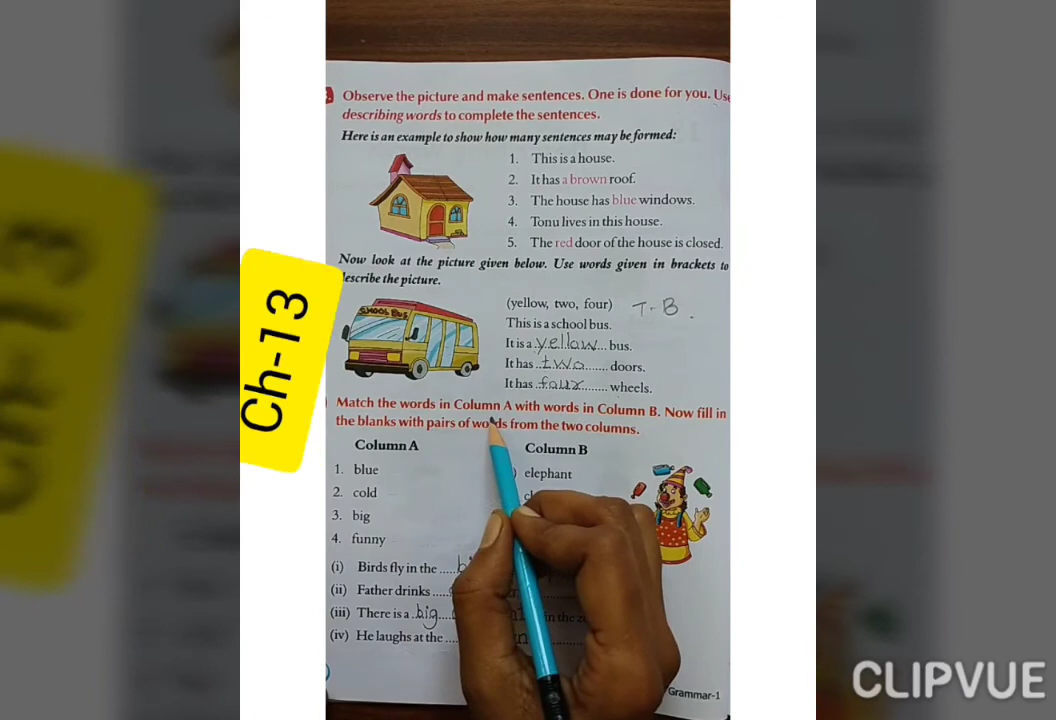 Observe the picture and make sentences. One is done for you. Use
describing words to complete the sentences.
Here is an example to show how many sentences may be formed:
1. This is a house.
2. It has a brown roof.
3. The house has blue windows.
4. Tonu lives in this house.
5. The red door of the house is closed.
Now look at the picture given below. Use words given in brackets to
describe the picture.
SCHOOL BUS
(yellow, two, four) T-B.
This is a school bus.
It is a yellow bus.
It has two doors.
It has four wheels.
Ch-13
Match the words in Column A with words in Column B. Now fill in
the blanks with pairs of words from the two columns.
Column A Column B
1. blue elephant
2. cold
3. big
4. funny
(i) Birds fly in the
(ii) Father drinks
(iii) There is a big in the
(iv) He laughs at the
Grammar-1
CLIPVUE